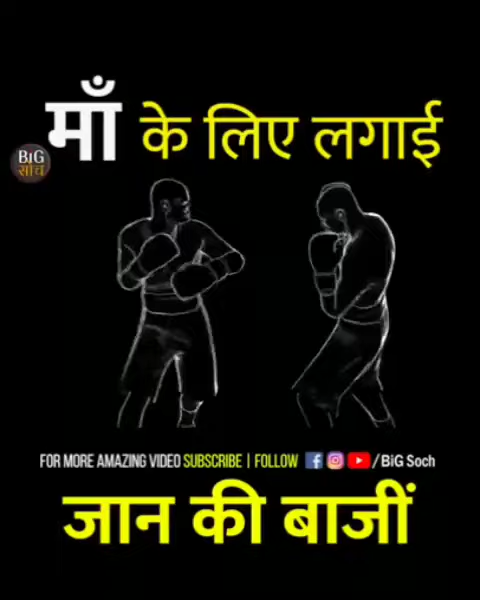 माँ के लिए लगाई
BiG
सोच
FOR MORE AMAZING VIDEO SUBSCRIBE | FOLLOW /BiG Soch
जान की बाजीं